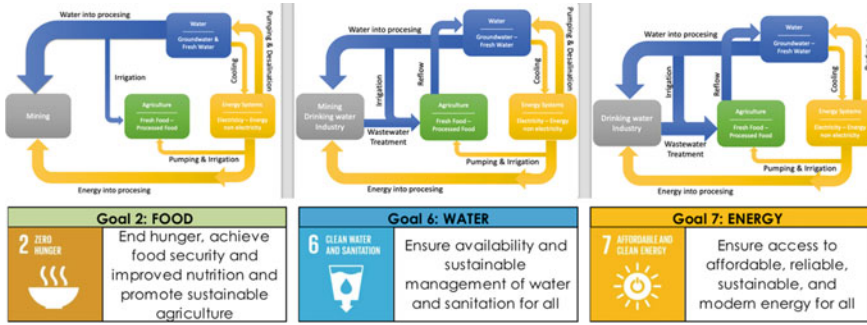 Water into procesing
Water
Groundwater &
Fresh Water
Pumping & Desalination
Cooling
Irrigation
Mining
Agriculture
Fresh Food –
Processed Food
Energy Systems
Electricity – Energy
non electricity
Pumping & Irrigation
Energy into procesing
Water into procesing
Water
Groundwater –
Fresh Water
Pumping & Desalination
Cooling
Irrigation
Reflow
Mining
Drinking water
Industry
Wastewater
Treatment
Agriculture
Fresh Food –
Processed Food
Energy Systems
Electricity – Energy
non electricity
Pumping & Irrigation
Energy into procesing
Water into procesing
Water
Groundwater –
Fresh Water
Cooling
Irrigation
Reflow
Drinking water
Industry
Wastewater
Treatment
Agriculture
Fresh Food –
Processed Food
Energy Systems
Electricity – Energy
non electricity
Pumping & Irrigation
Energy into procesing
Goal 2: FOOD
2 ZERO
HUNGER
End hunger, achieve
food security and
improved nutrition and
promote sustainable
agriculture
Goal 6: WATER
6 CLEAN WATER
AND SANITATION
Ensure availability and
sustainable
management of water
and sanitation for all
Goal 7: ENERGY
7 AFFORDABLE AND
CLEAN ENERGY
Ensure access to
affordable, reliable,
sustainable, and
modern energy for all